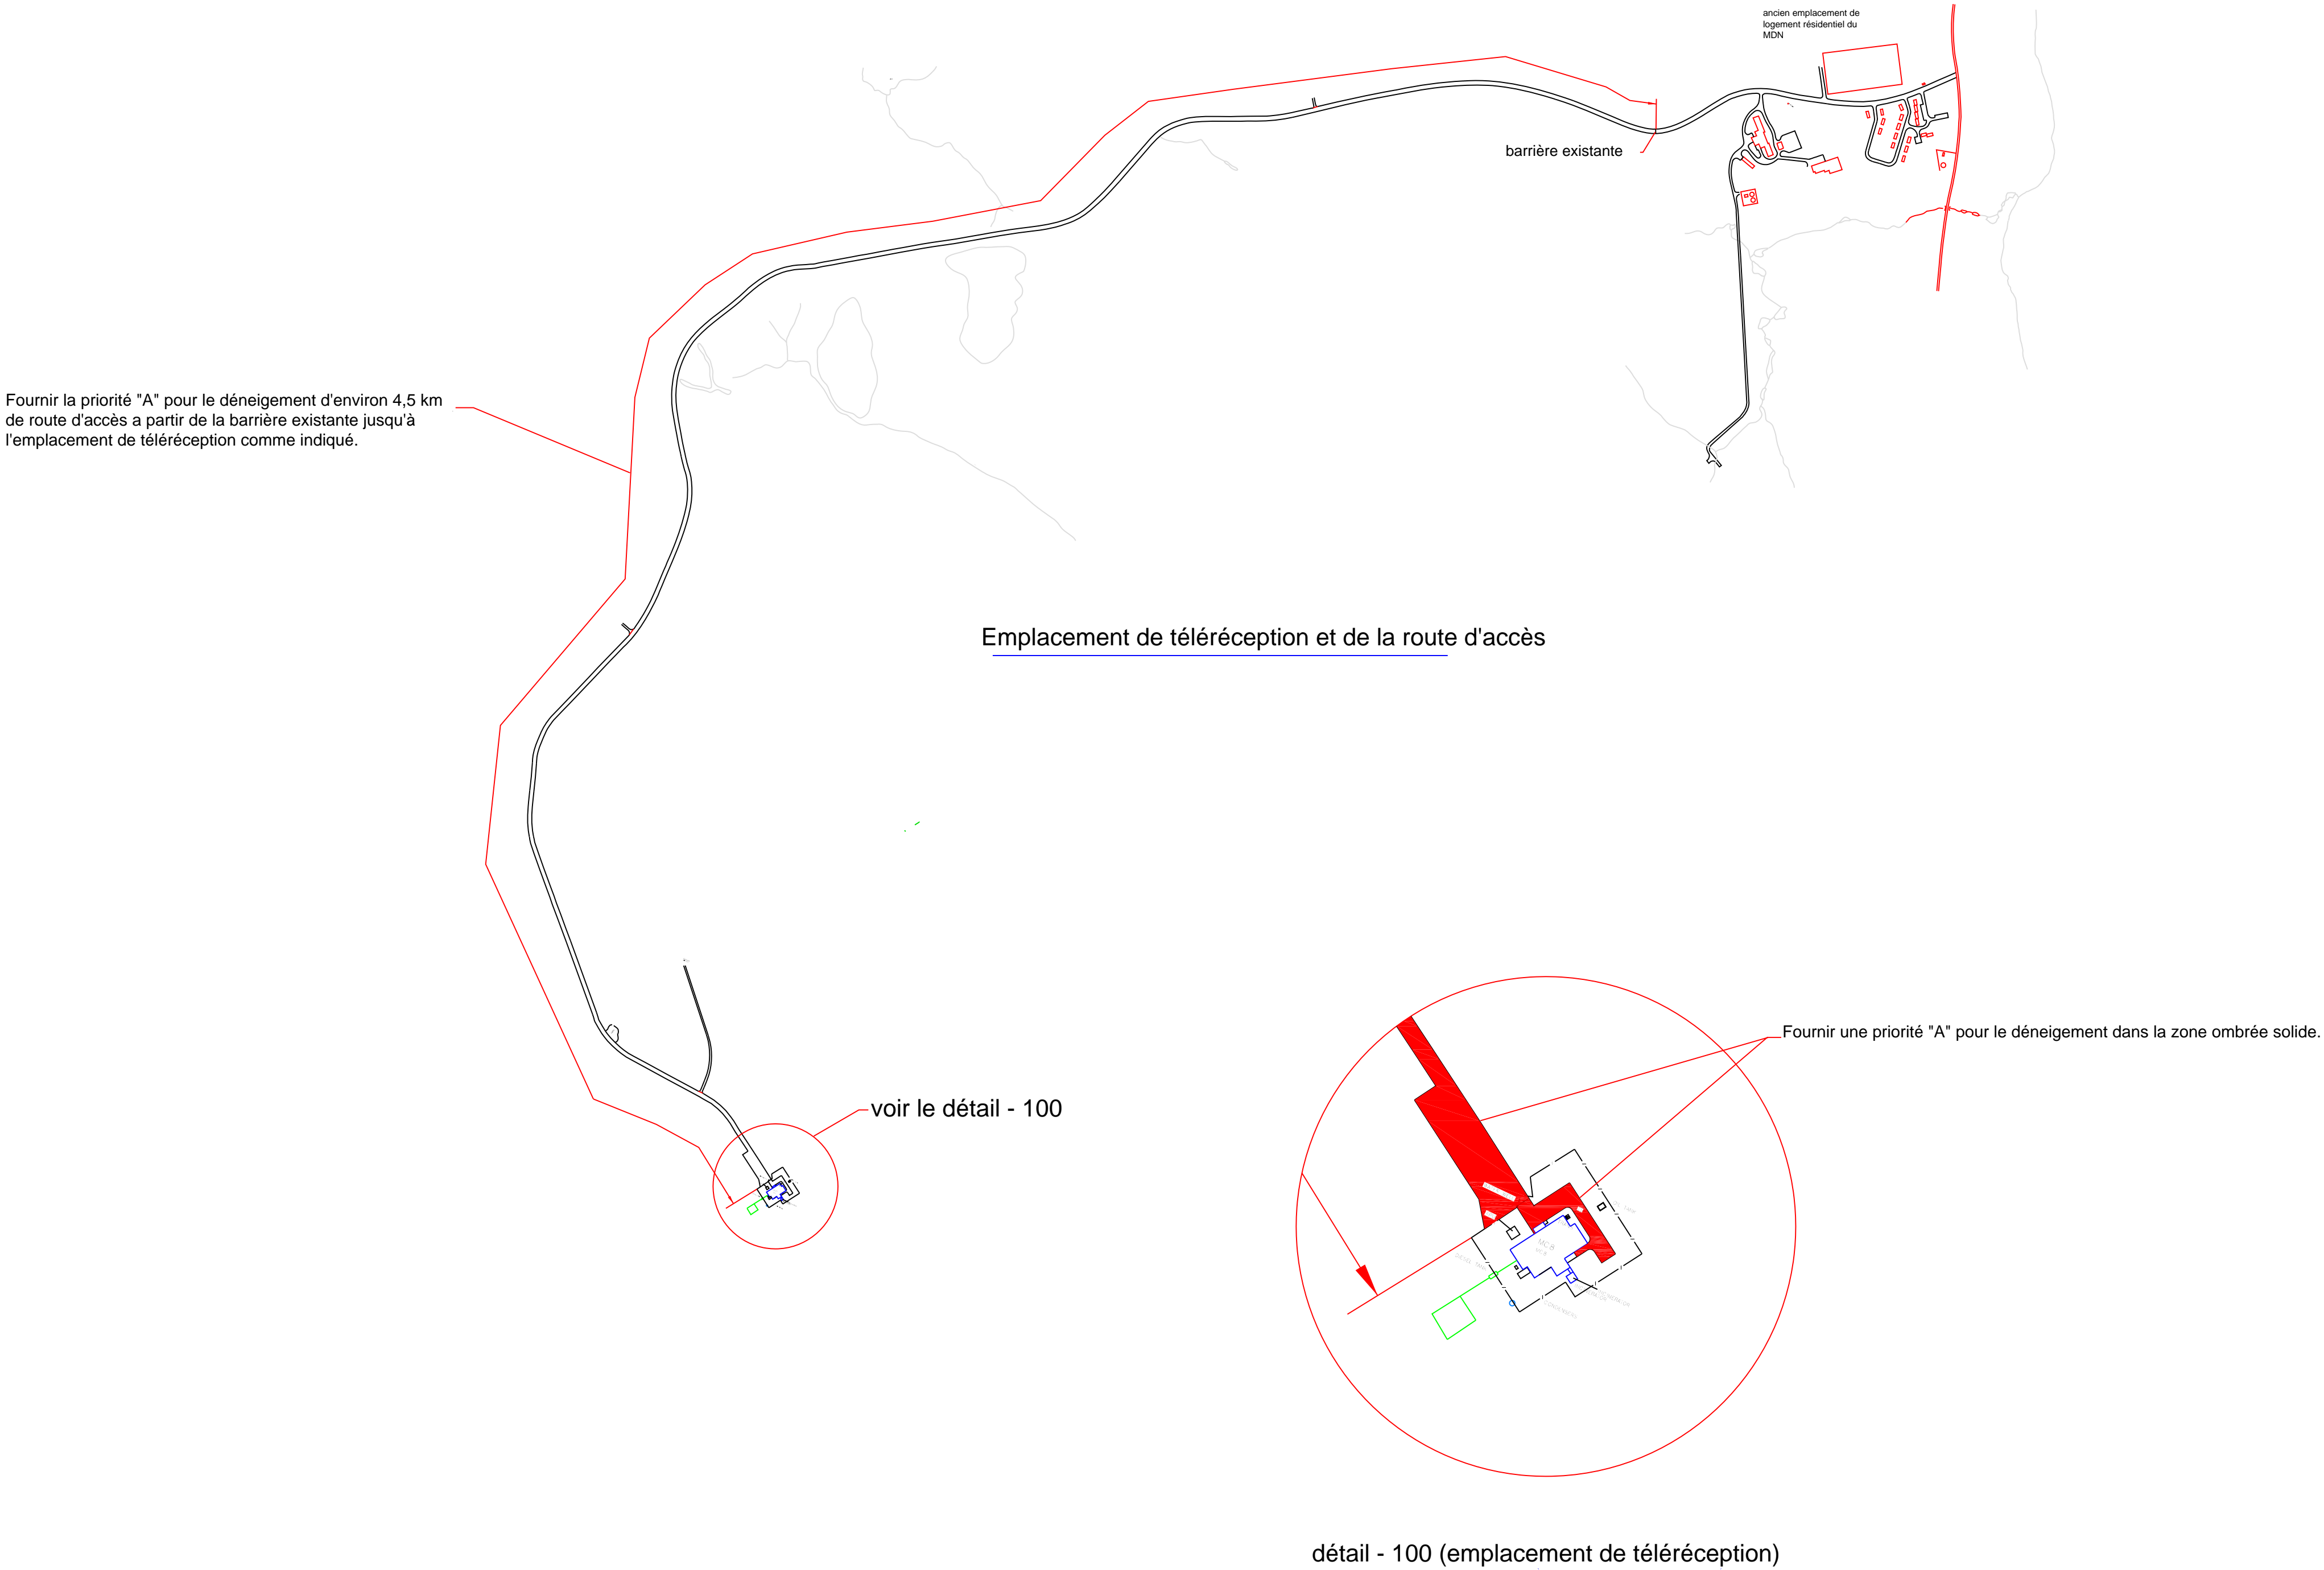 ancien emplacement de
logement résidentiel du
MDN
barrière existante
Fournir la priorité "A" pour le déneigement d'environ 4,5 km
de route d'accès a partir de la barrière existante jusqu'à
l'emplacement de téléréception comme indiqué.
Emplacement de téléréception et de la route d'accès
Fournir une priorité "A" pour le déneigement dans la zone ombrée solide.
voir le détail - 100
détail - 100 (emplacement de téléréception)